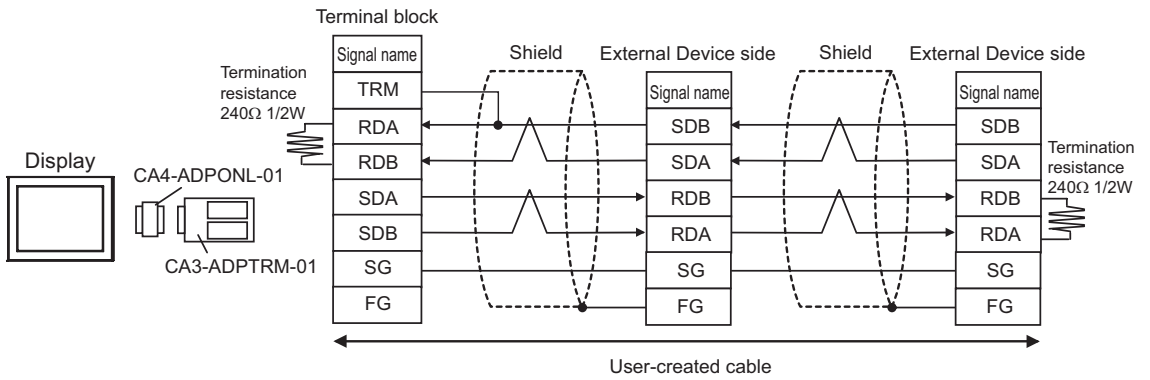 Terminal block
Signal name
TRM
RDA
RDB
SDA
SDB
SG
FG
Termination
resistance
240Ω 1/2W
Display
CA4-ADPONL-01
CA3-ADPTRM-01
Shield
External Device side
Signal name
SDB
SDA
RDB
RDA
SG
FG
Shield
External Device side
Signal name
SDB
SDA
RDB
RDA
SG
FG
Termination
resistance
240Ω 1/2W
User-created cable